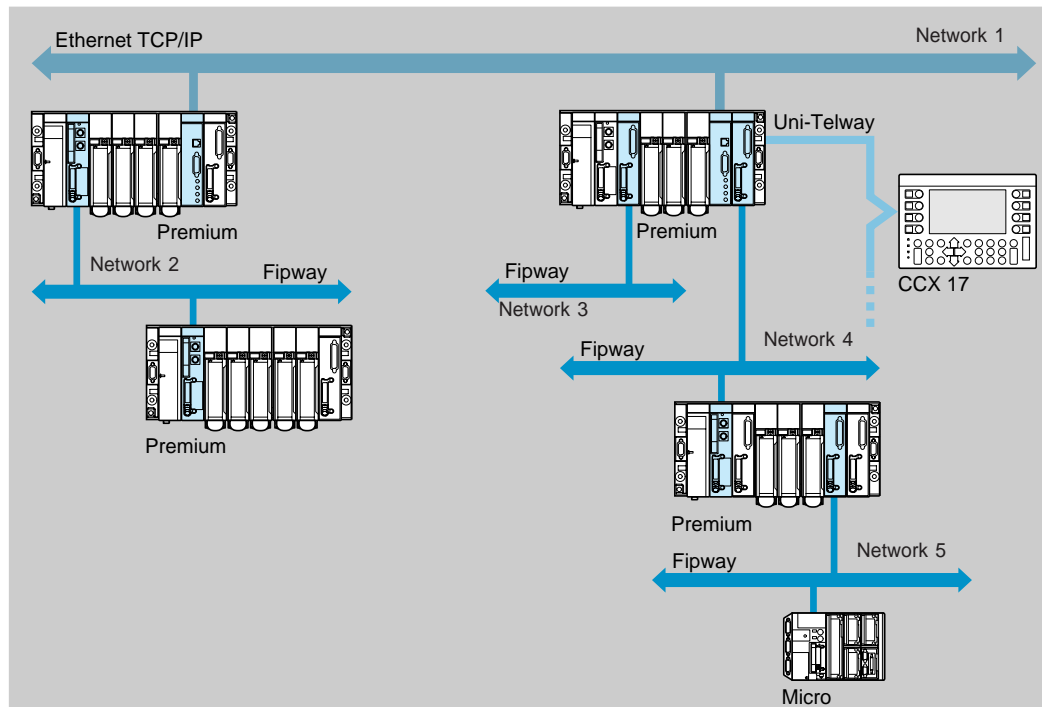 Ethernet TCP/IP
Network 1
Uni-Telway
Premium
Premium
Network 2
Fipway
Fipway
CCX 17
Network 3
Network 4
Fipway
Premium
Premium
Network 5
Fipway
Micro